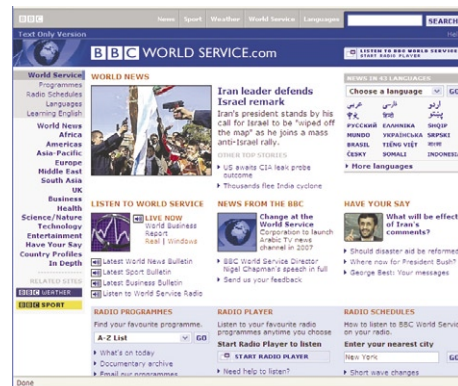 BBC News Sport Weather World Service Languages SEARCH
Text Only Version Hel
BBC WORLD SERVICE.com
LISTEN TO BBC WORLD SERVICE
START RADIO PLAYER
World Service
Programmes
Radio Schedules
Languages
Learning English
World News
Africa
Americas
Asia-Pacific
Europe
Middle East
South Asia
UK
Business
Health
Science/Nature
Technology
Entertainment
Have Your Say
Country Profiles
In Depth
RELATED SITES
BBC WEATHER
BBC SPORT
WORLD NEWS
Iran leader defends
Israel remark
Iran's president stands by his
call for Israel to be "wiped off
the map" as he joins a mass
anti-Israel rally.
OTHER TOP STORIES
US awaits CIA leak probe
outcome
Thousands flee India cyclone
NEWS IN 43 LANGUAGES
Choose a language GO
عربي فارسی اردو
中文 हिन्दी پښتو
РУССКИЙ ΕΛΛΗΝΙΚΑ SHQIP
MUNDO УКРАЇНСЬКА SRPSKI
BRASIL TIẾNG VIỆT বাংলা
ČESKY SOMALI INDONESIA
More languages
LISTEN TO WORLD SERVICE
LIVE NOW
World Business
Report
Real | Windows
Latest World News Bulletin
Latest Sport Bulletin
Latest Business Bulletin
Listen to World Service Radio
NEWS FROM THE BBC
Change at the
World Service
Corporation to launch
Arabic TV news
channel in 2007
BBC World Service Director
Nigel Chapman's speech in full
Send us your feedback
HAVE YOUR SAY
What will be effect
of Iran's
comments?
Should disaster aid be reformed
Where now for President Bush?
George Best: Your messages
RADIO PROGRAMMES
Find your favourite programme.
A-Z List GO
What's on today
Documentary archive
Email our programmes
RADIO PLAYER
Listen to your favourite radio
programmes anytime you choose
Start Radio Player to listen
START RADIO PLAYER
Need help to listen?
RADIO SCHEDULES
How to listen to BBC World Servic
on your radio.
Enter your nearest city
New York GO
Short wave changes
Done